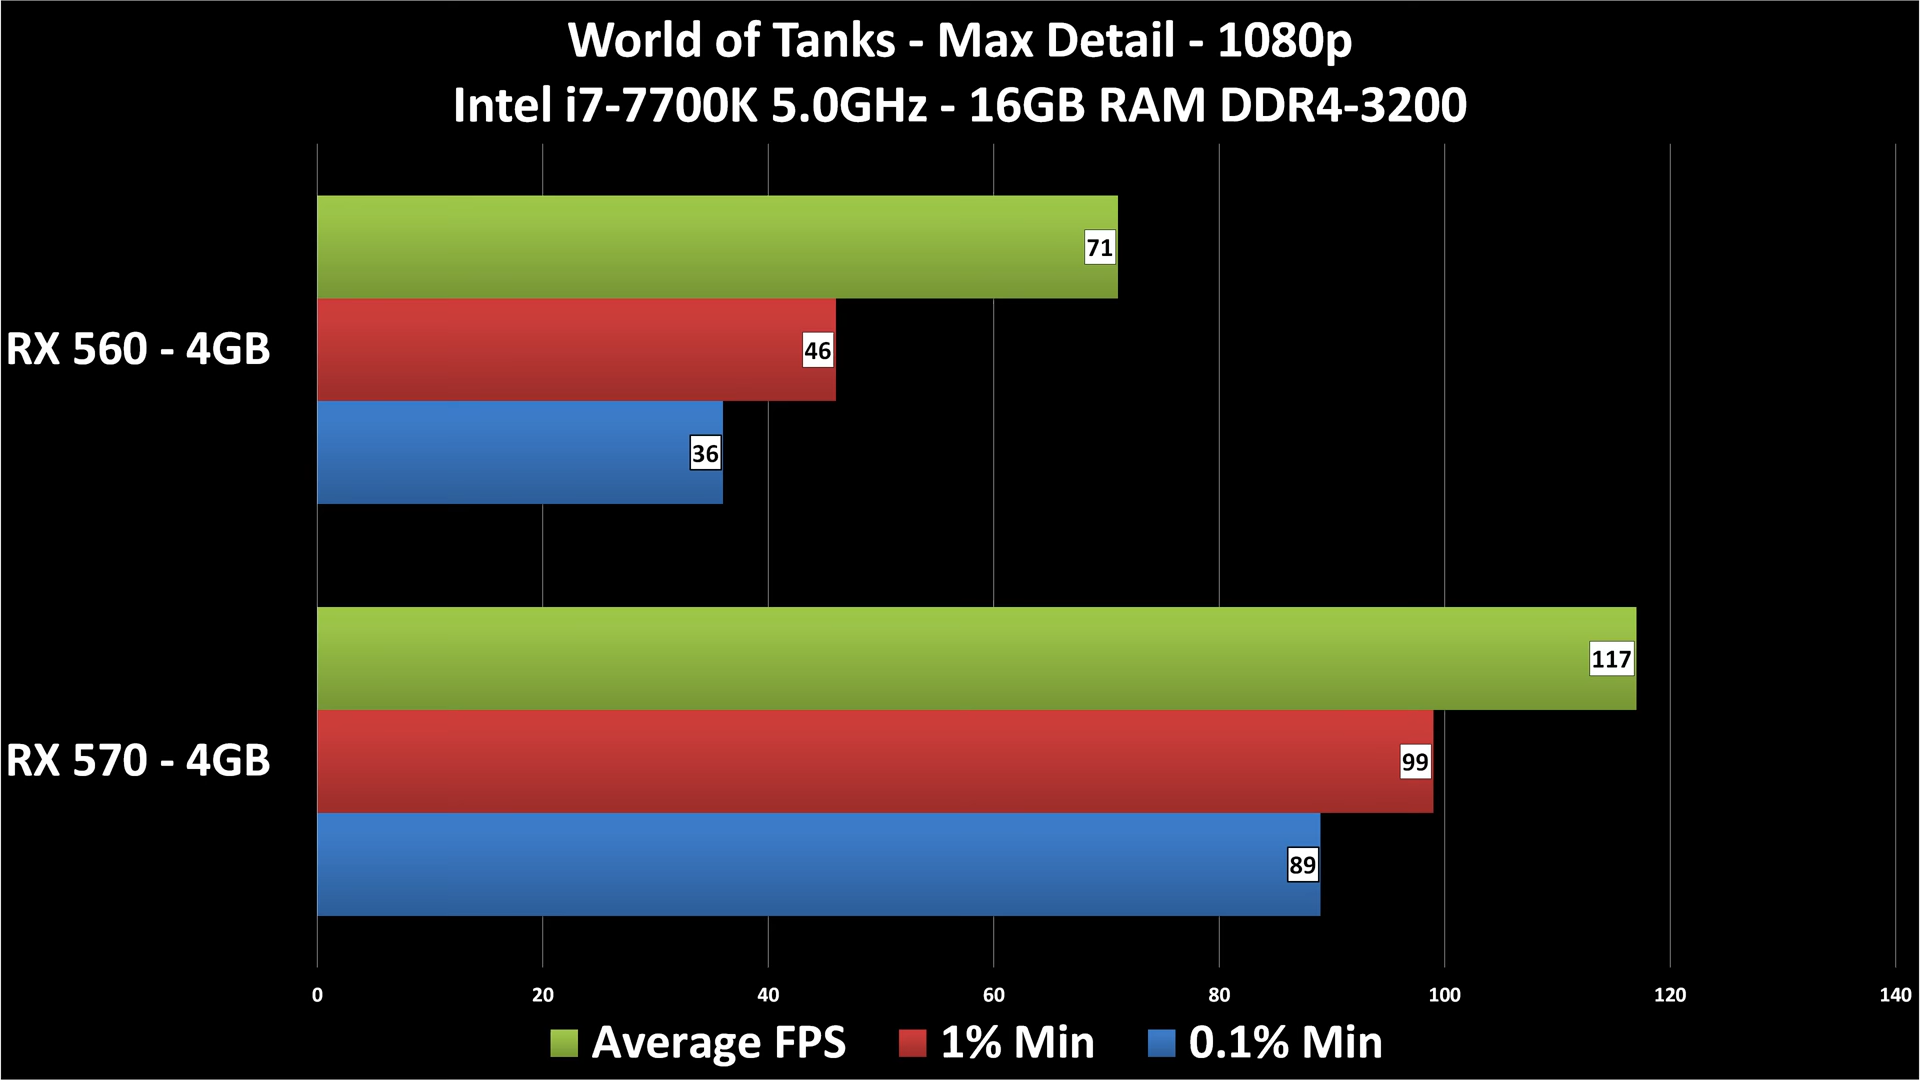 World of Tanks - Max Detail - 1080p
Intel i7-7700K 5.0GHz - 16GB RAM DDR4-3200
71
RX 560 - 4GB
46
36
117
RX 570 - 4GB
99
89
0 20 40 60 80 100 120 140
Average FPS 1% Min 0.1% Min